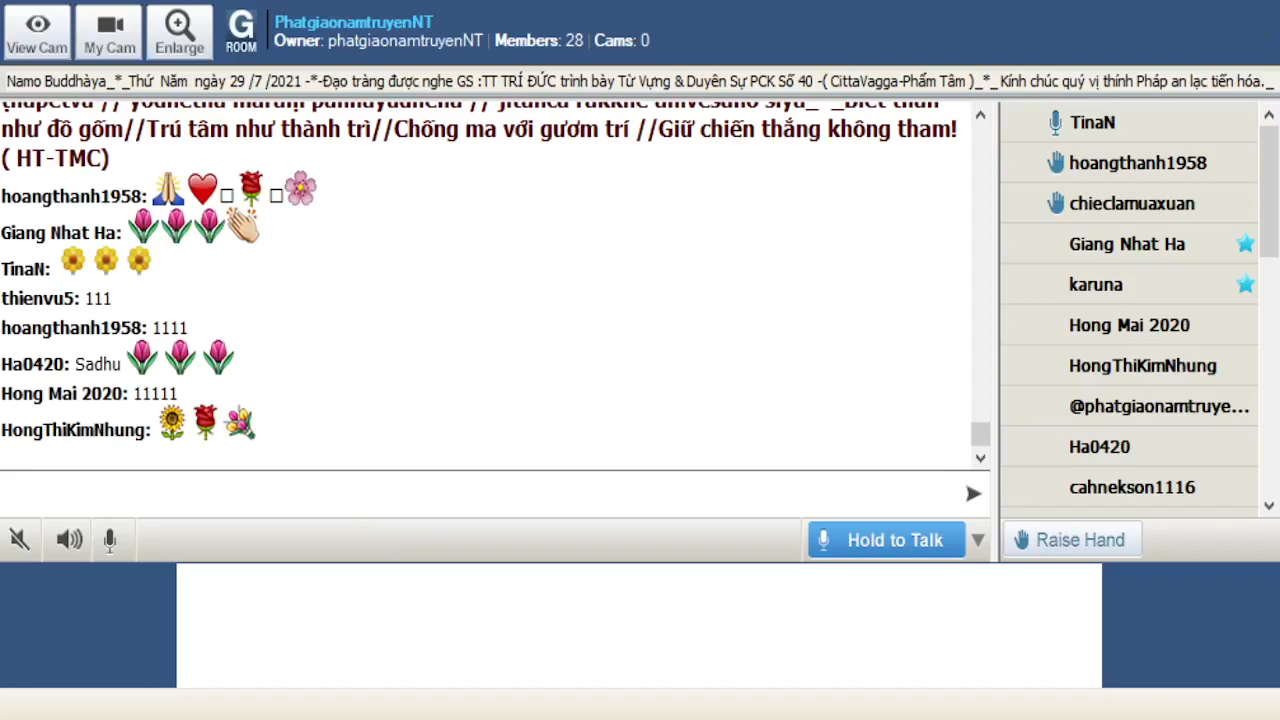 View Cam
My Cam
Enlarge
G
ROOM
PhatgiaonamtruyenNT
Owner: phatgiaonamtruyenNT | Members: 28 | Cams: 0
Namo Buddhàya_*_Thứ Năm ngày 29 /7 /2021 -*-Đạo tràng được nghe GS :TT TRÍ ĐỨC trình bày Từ Vựng & Duyên Sự PCK Số 40 -( CittaVagga-Phẩm Tâm )_*_ Kính chúc quý vị thính Pháp an lạc tiến hóa._
như đồ gốm//Trú tâm như thành trì//Chống ma với gươm trí //Giữ chiến thắng không tham!
( HT-TMC)
hoangthanh1958:
Giang Nhat Ha:
TinaN:
thienvu5: 111
hoangthanh1958: 1111
Ha0420: Sadhu
Hong Mai 2020: 11111
HongThiKimNhung:
TinaN
hoangthanh1958
chieclamuaxuan
Giang Nhat Ha
karuna
Hong Mai 2020
HongThiKimNhung
@phatgiaonamtruye...
Ha0420
cahnekson1116
Hold to Talk
Raise Hand